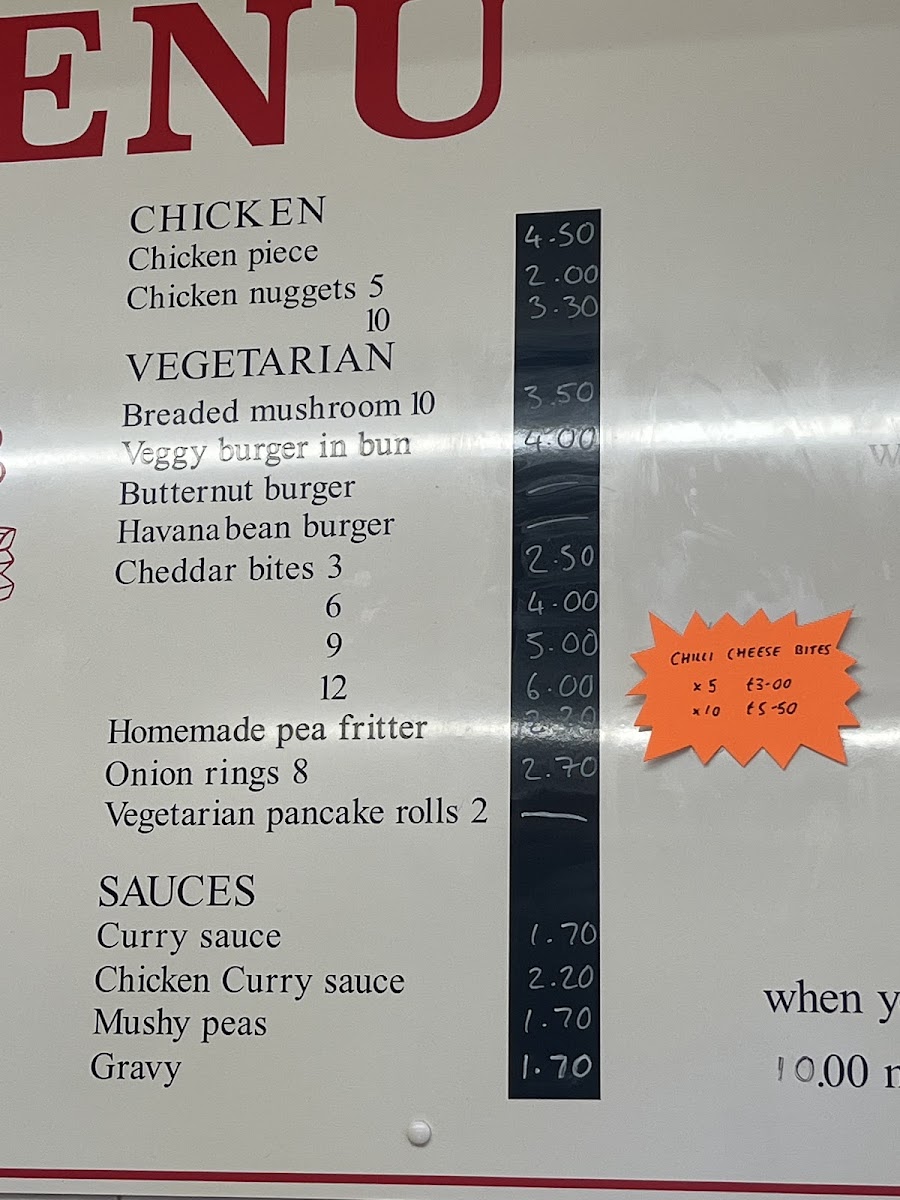 ENU
CHICKEN
Chicken piece 4.50
Chicken nuggets 5 2.00
10 3.30
VEGETARIAN
Breaded mushroom 10 3.50
Veggy burger in bun 4.00
Butternut burger —
Havana bean burger —
Cheddar bites 3 2.50
6 4.00
9 5.00
12 6.00
Homemade pea fritter
Onion rings 8 2.70
Vegetarian pancake rolls 2 —
SAUCES
Curry sauce 1.70
Chicken Curry sauce 2.20
Mushy peas 1.70
Gravy 1.70
CHILLI CHEESE BITES
x 5 £3-00
x 10 £5-50
when y
10.00